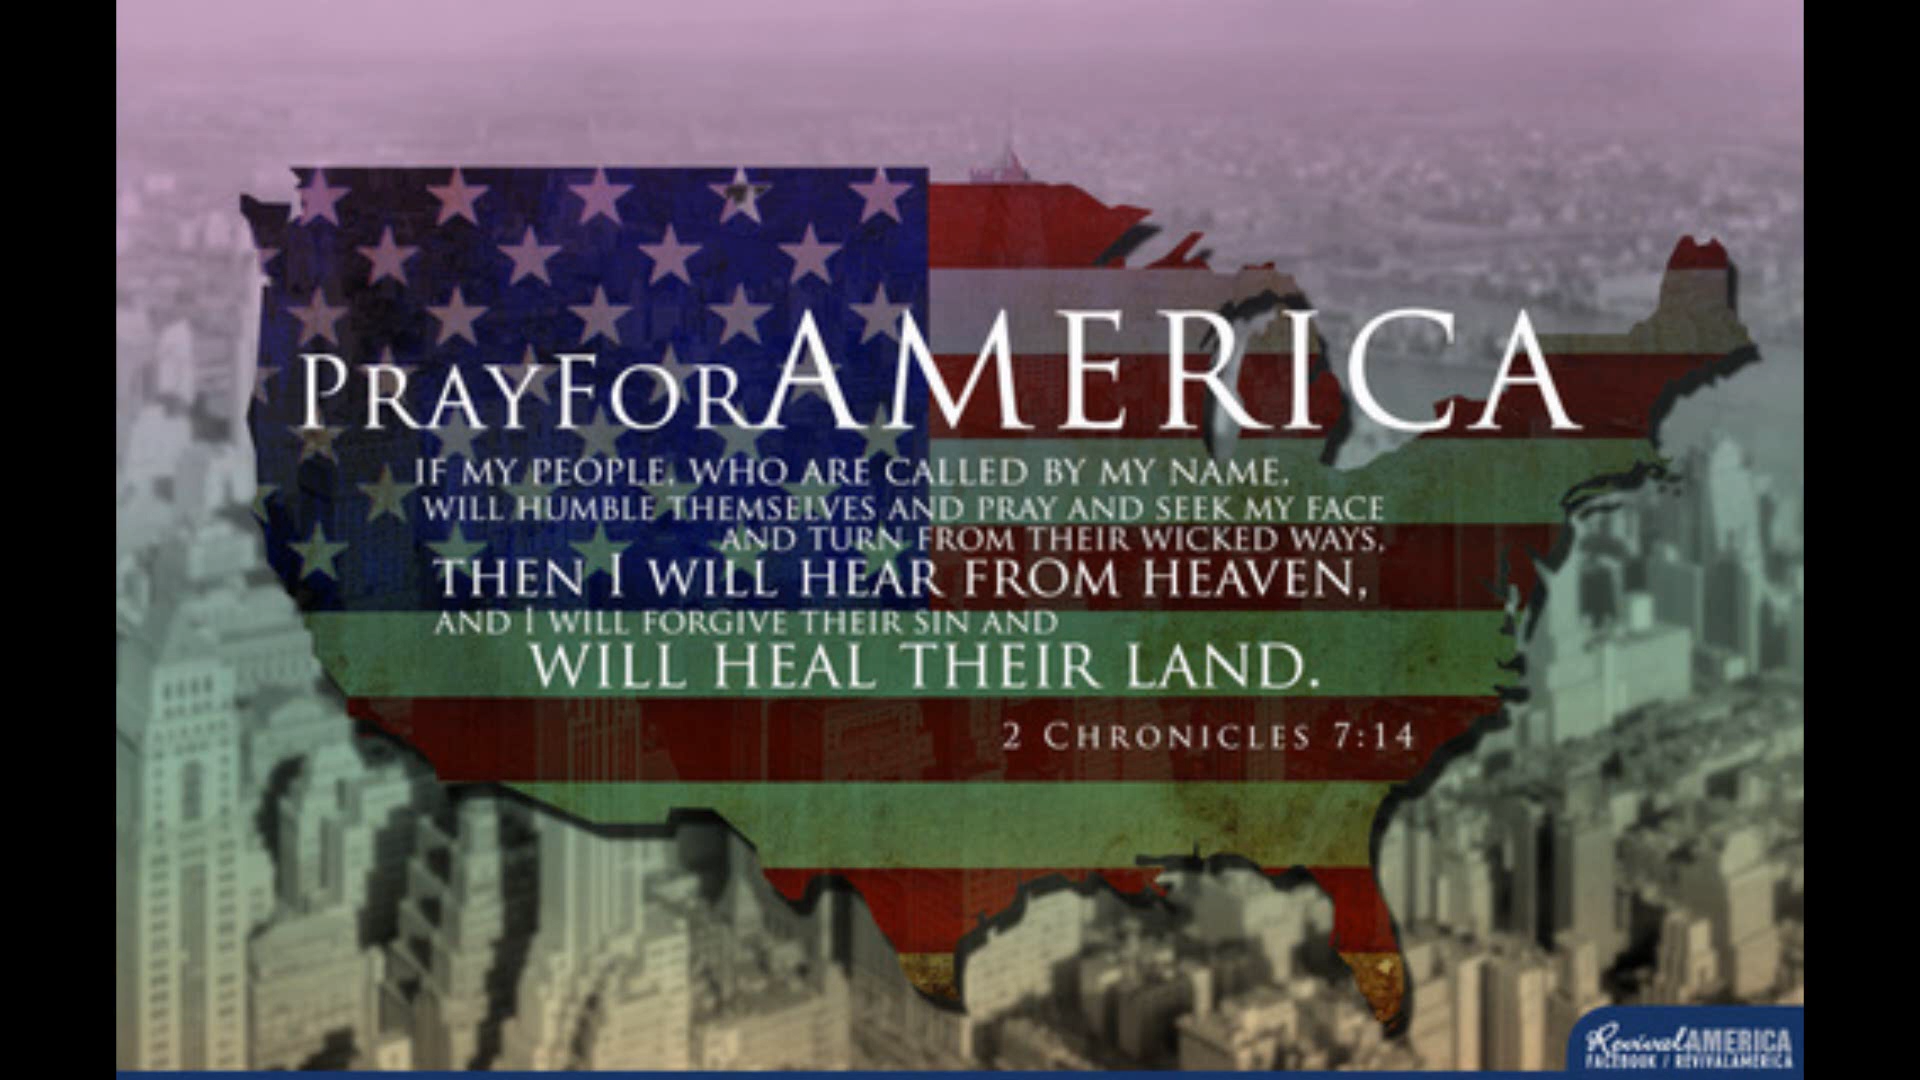 PRAYFORAMERICA
IF MY PEOPLE, WHO ARE CALLED BY MY NAME,
WILL HUMBLE THEMSELVES AND PRAY AND SEEK MY FACE
AND TURN FROM THEIR WICKED WAYS,
THEN I WILL HEAR FROM HEAVEN,
AND I WILL FORGIVE THEIR SIN AND
WILL HEAL THEIR LAND.
2 CHRONICLES 7:14
RevivalAMERICA
FACEBOOK / REVIVALAMERICA